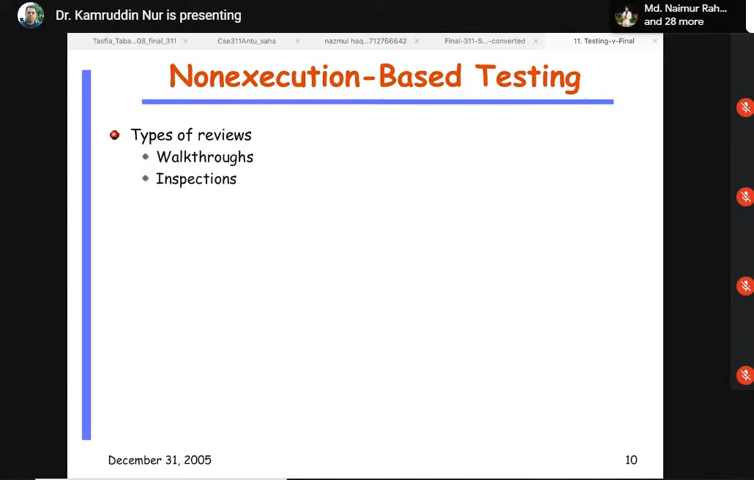 Dr. Kamruddin Nur is presenting
Md. Naimur Rah...
and 28 more
Tasfia_Taba...08_final_311
Cse311Antu_saha
nazmul haq...712766642
Final-311-S...-converted
11. Testing-v-Final
Nonexecution-Based Testing
Types of reviews
Walkthroughs
Inspections
December 31, 2005
10